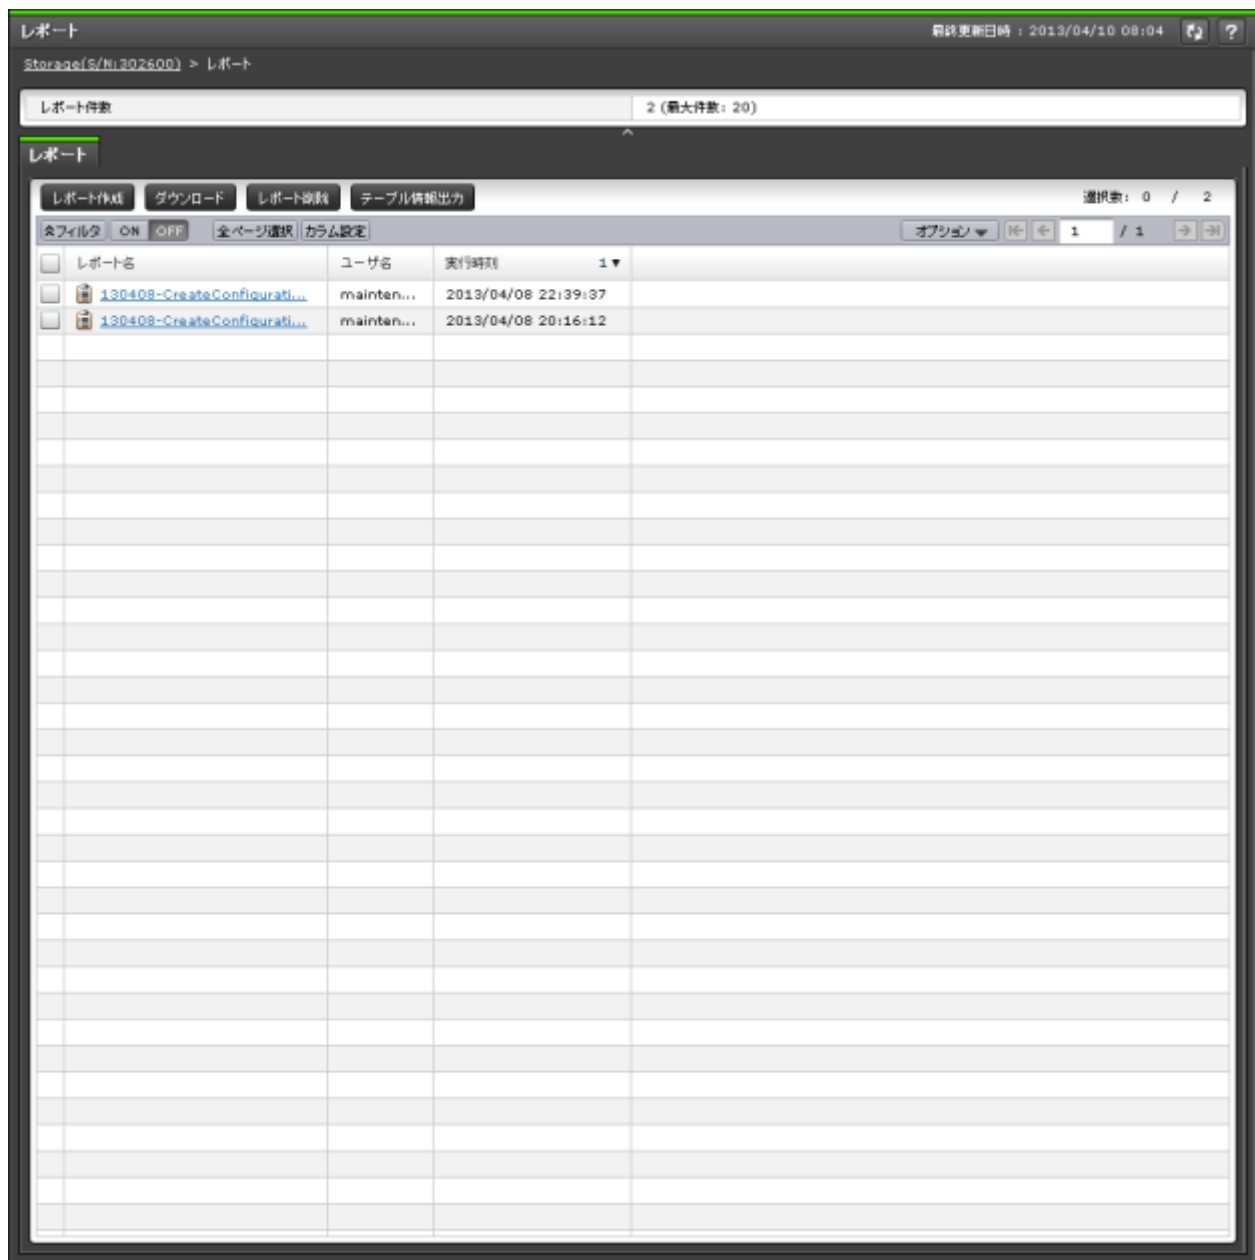 レポート 最終更新日時 : 2013/04/10 08:04 ?
Storage(S/N:302600) > レポート
レポート件数 2 (最大件数: 20)
レポート
レポート作成 ダウンロード レポート削除 テーブル情報出力 選択数: 0 / 2
☆フィルタ ON OFF 全ページ選択 カラム設定 オプション 1 / 1
レポート名 ユーザ名 実行時刻 1▼
130408-CreateConfigurati... mainten... 2013/04/08 22:39:37
130408-CreateConfigurati... mainten... 2013/04/08 20:16:12